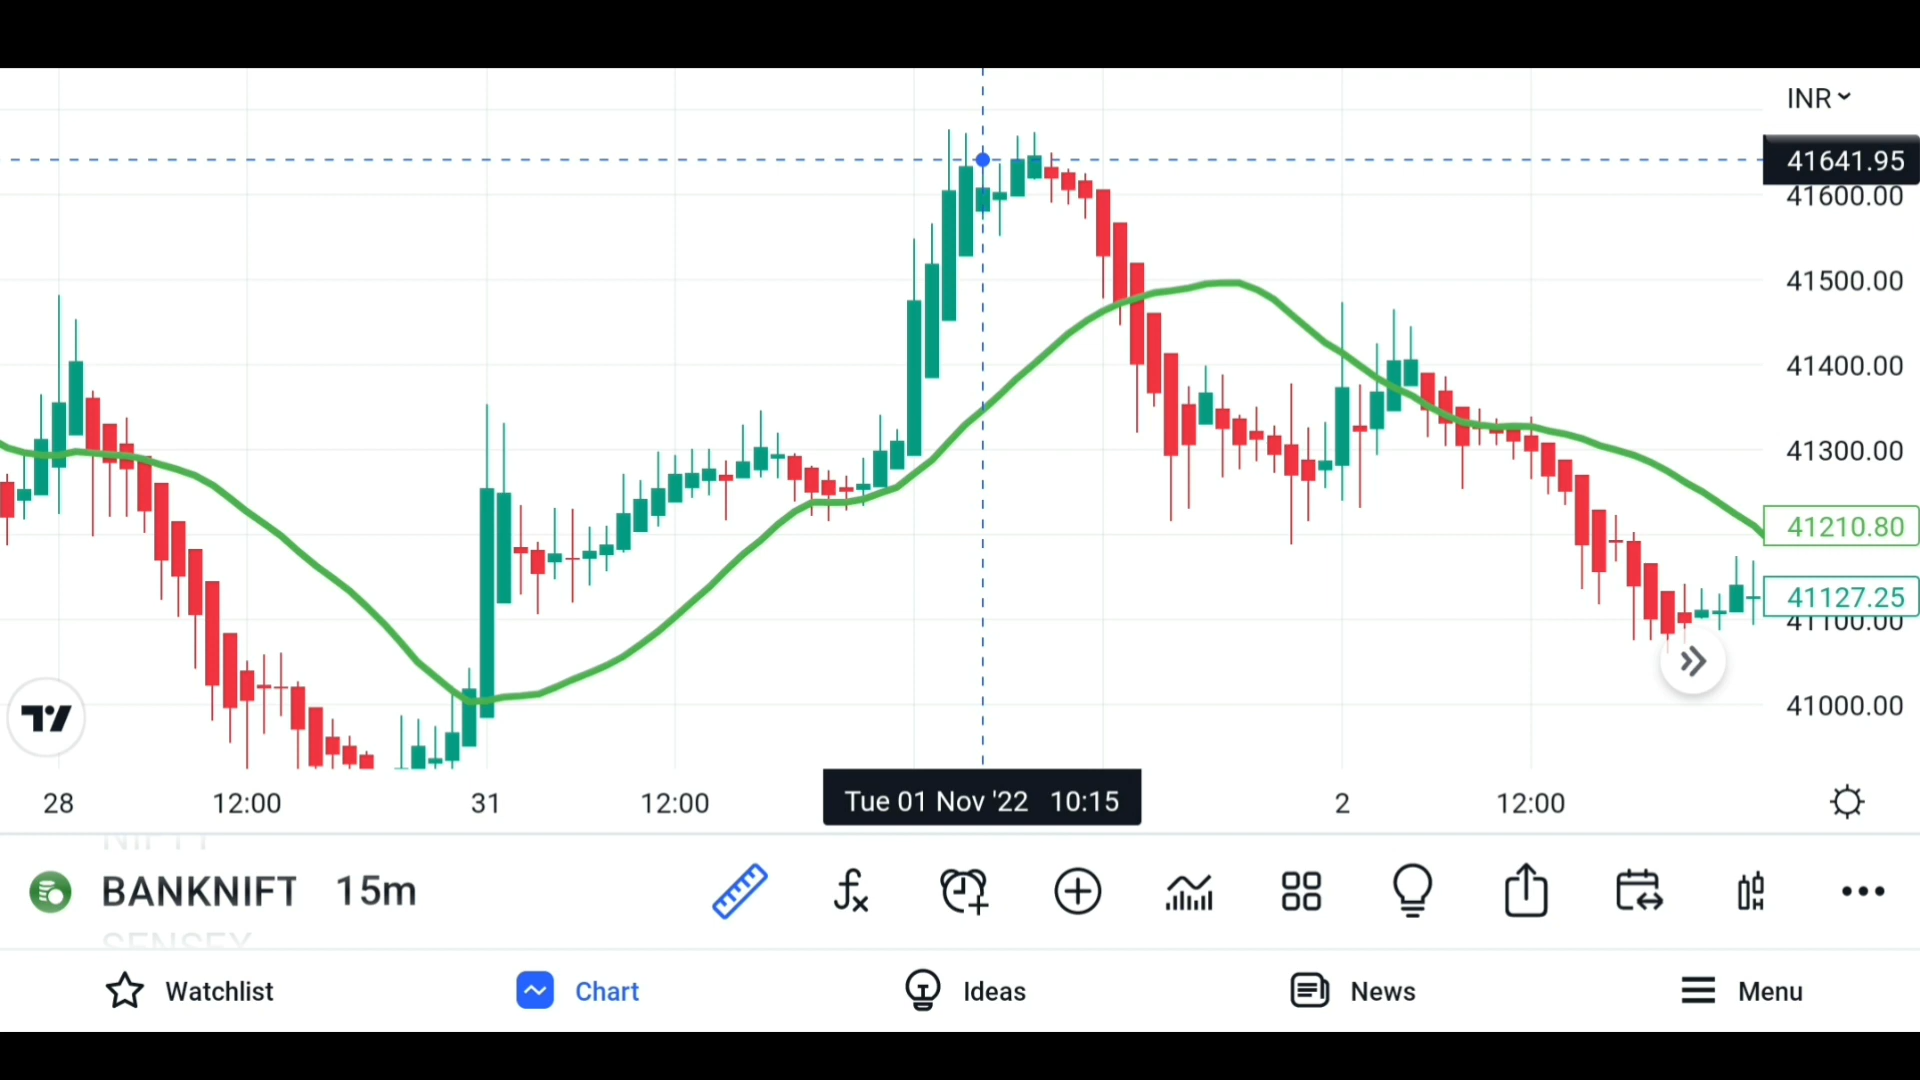 INR
41641.95
41600.00
41500.00
41400.00
41300.00
41210.80
41127.25
41100.00
41000.00
28 12:00 31 12:00 Tue 01 Nov '22 10:15 2 12:00
NIFTY
BANKNIFT 15m
SENSEX
Watchlist Chart Ideas News Menu